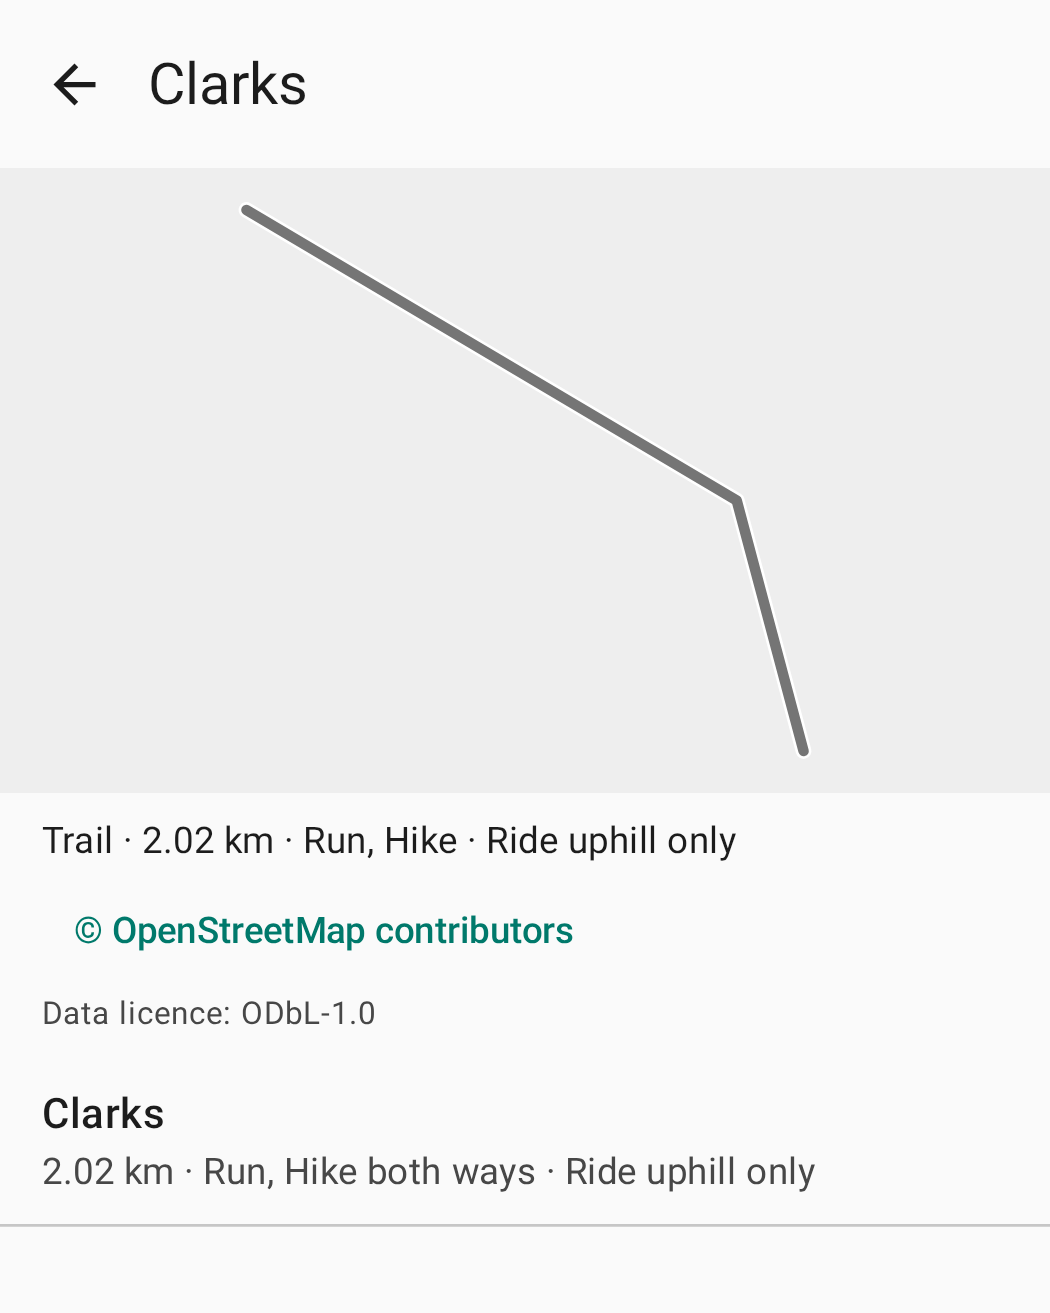 Clarks
Trail · 2.02 km · Run, Hike · Ride uphill only
© OpenStreetMap contributors
Data licence: ODbL-1.0
Clarks
2.02 km · Run, Hike both ways · Ride uphill only